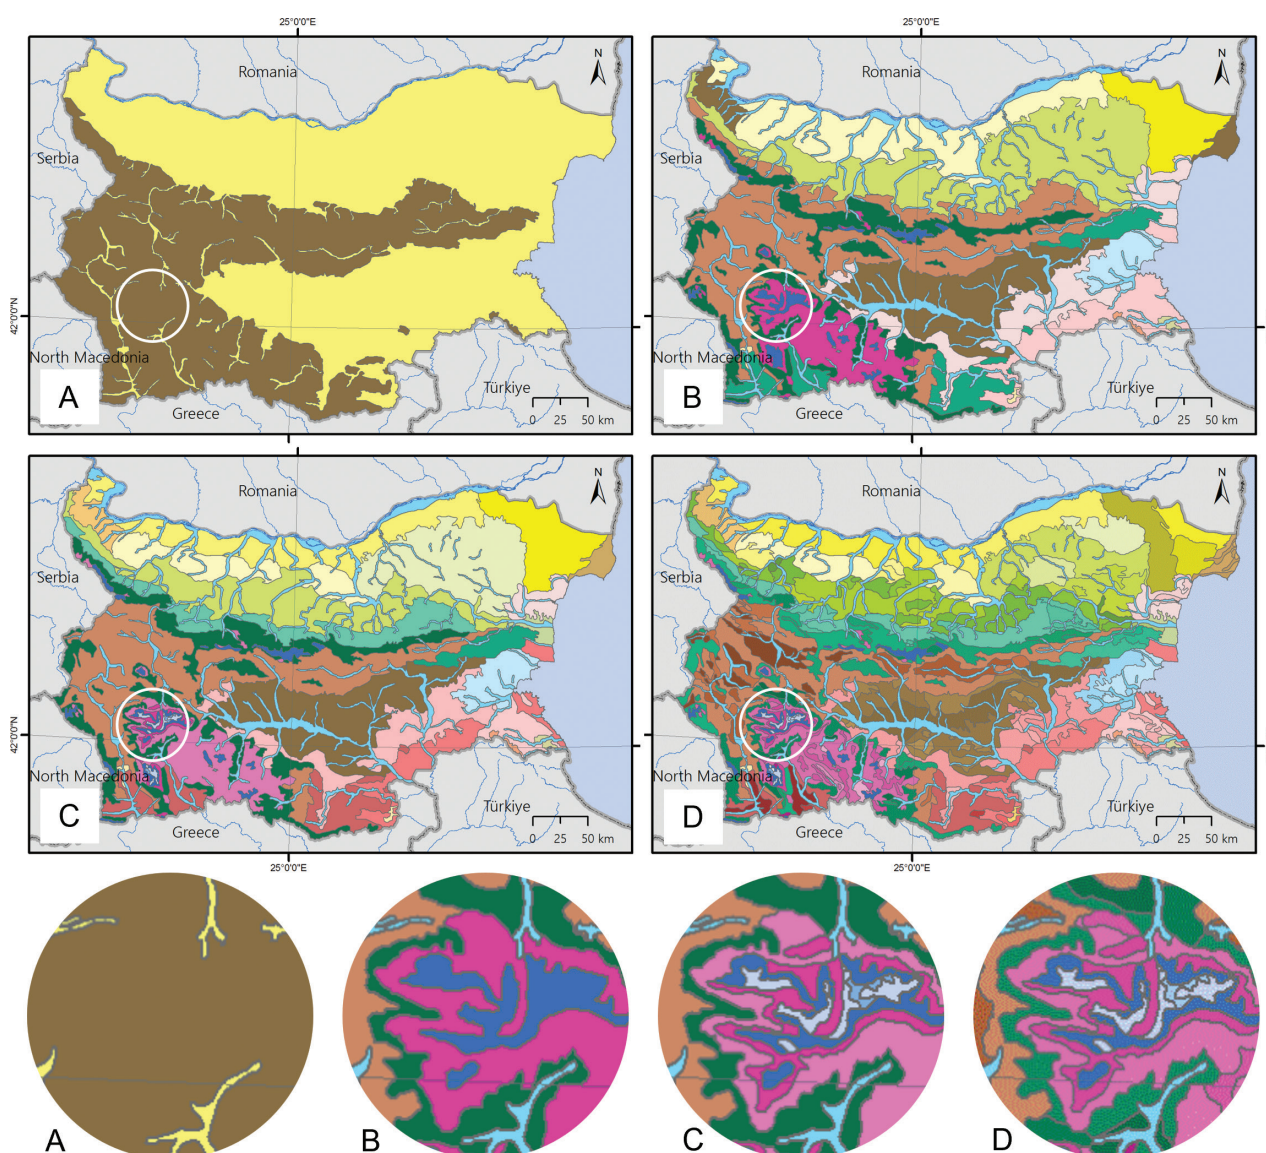 25°0'0"E
25°0'0"E
N
N
Romania
Romania
Serbia
Serbia
42°0'0"N
North Macedonia
North Macedonia
A
B
Türkiye
Türkiye
Greece
Greece
0 25 50 km
0 25 50 km
N
N
Romania
Romania
Serbia
Serbia
42°0'0"N
North Macedonia
North Macedonia
C
D
Türkiye
Türkiye
Greece
Greece
0 25 50 km
0 25 50 km
25°0'0"E
25°0'0"E
A
B
C
D